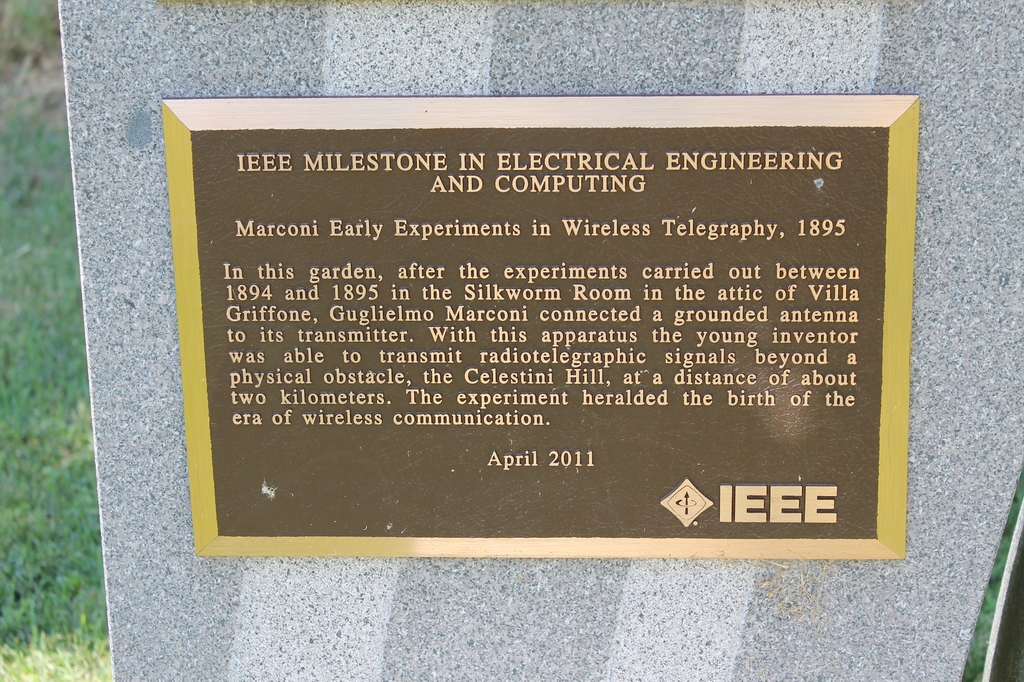 IEEE MILESTONE IN ELECTRICAL ENGINEERING
AND COMPUTING
Marconi Early Experiments in Wireless Telegraphy, 1895
In this garden, after the experiments carried out between
1894 and 1895 in the Silkworm Room in the attic of Villa
Griffone, Guglielmo Marconi connected a grounded antenna
to its transmitter. With this apparatus the young inventor
was able to transmit radiotelegraphic signals beyond a
physical obstacle, the Celestini Hill, at a distance of about
two kilometers. The experiment heralded the birth of the
era of wireless communication.
April 2011
IEEE